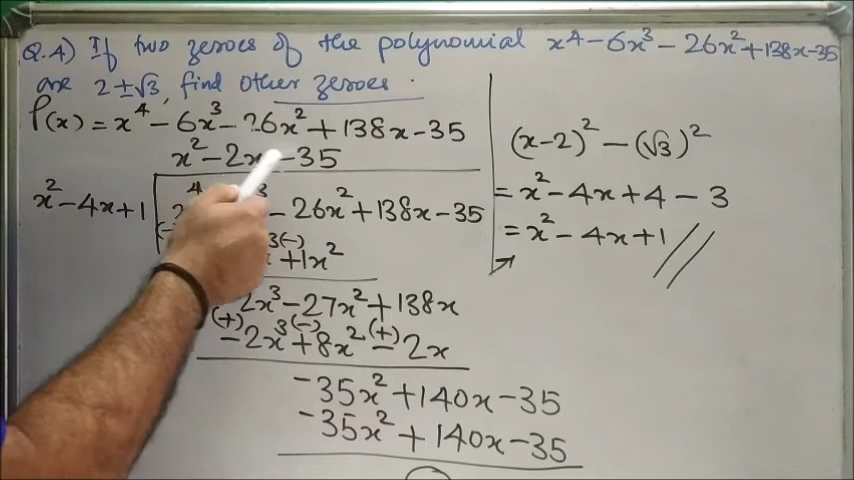 Q.4) If two zeroes of the polynomial x⁴ - 6x³ - 26x² + 138x - 35
are 2 ± √3, find other zeroes.
P(x) = x⁴ - 6x³ - 26x² + 138x - 35
x² - 2x - 35
x² - 4x + 1 - 26x² + 138x - 35
(-) (-) + 1x²
2x³ - 27x² + 138x
(+) (-) (+)
- 2x³ + 8x² - 2x
- 35x² + 140x - 35
- 35x² + 140x - 35
(x-2)² - (√3)²
= x² - 4x + 4 - 3
= x² - 4x + 1